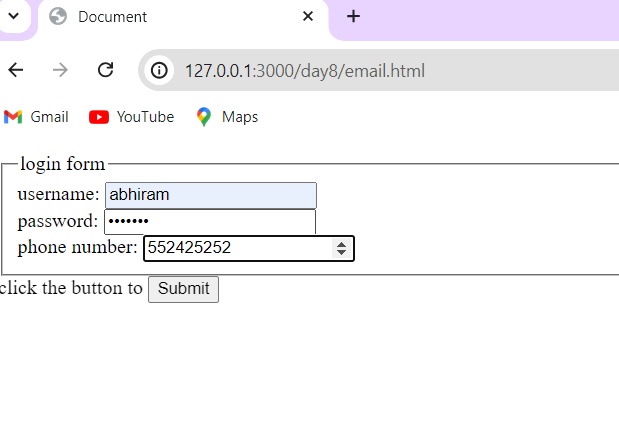 Document
127.0.0.1:3000/day8/email.html
Gmail YouTube Maps
login form
username: abhiram
password: •••••••
phone number: 552425252
click the button to Submit